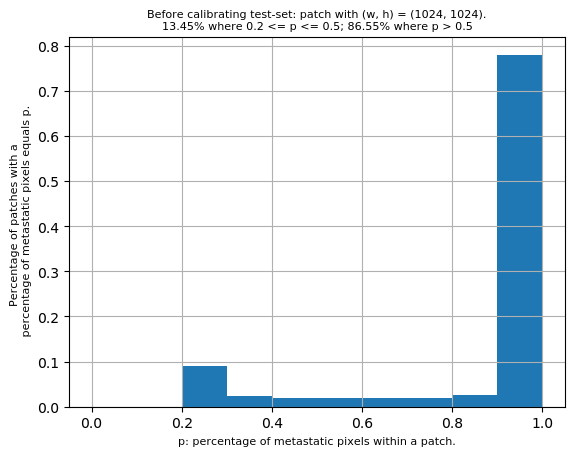 Before calibrating test-set: patch with (w, h) = (1024, 1024).
13.45% where 0.2 <= p <= 0.5; 86.55% where p > 0.5
Percentage of patches with a
percentage of metastatic pixels equals p.
0.8
0.7
0.6
0.5
0.4
0.3
0.2
0.1
0.0
0.0 0.2 0.4 0.6 0.8 1.0
p: percentage of metastatic pixels within a patch.